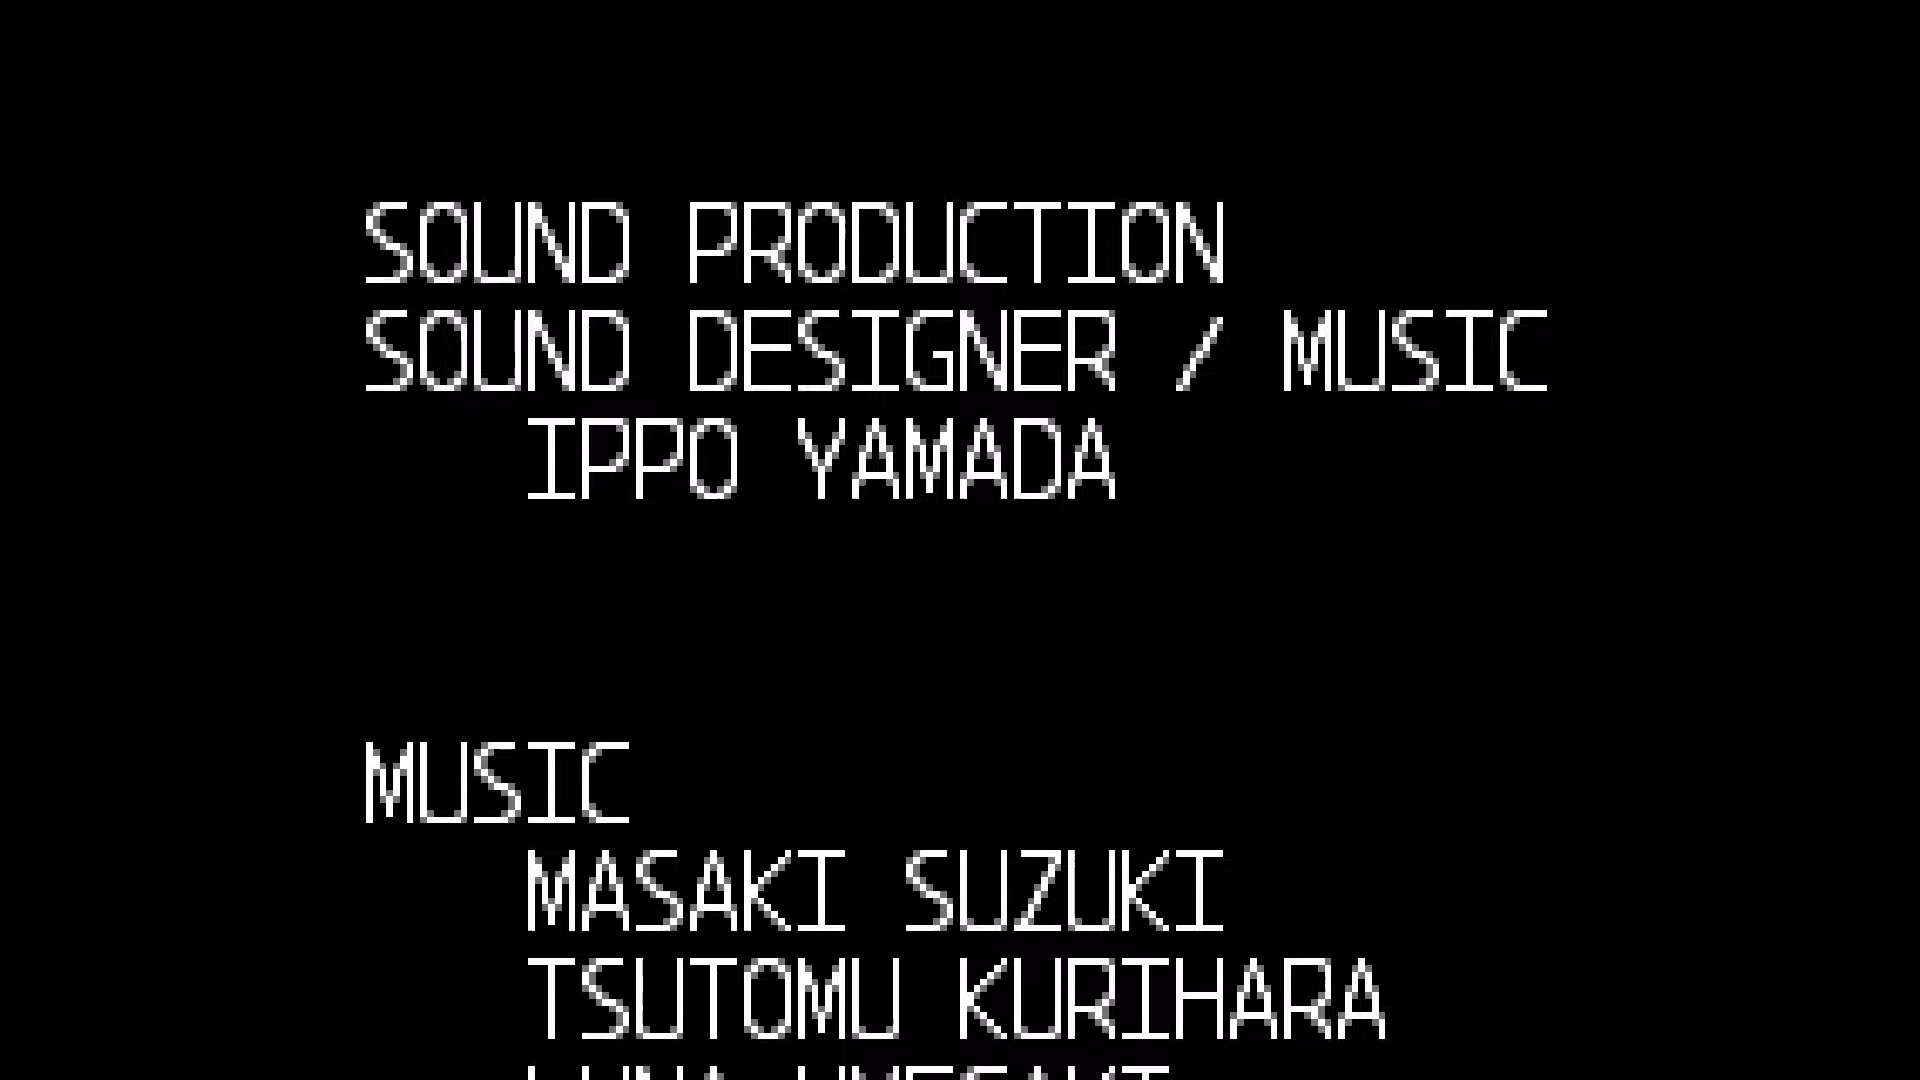 SOUND PRODUCTION
SOUND DESIGNER / MUSIC
IPPO YAMADA
MUSIC
MASAKI SUZUKI
TSUTOMU KURIHARA